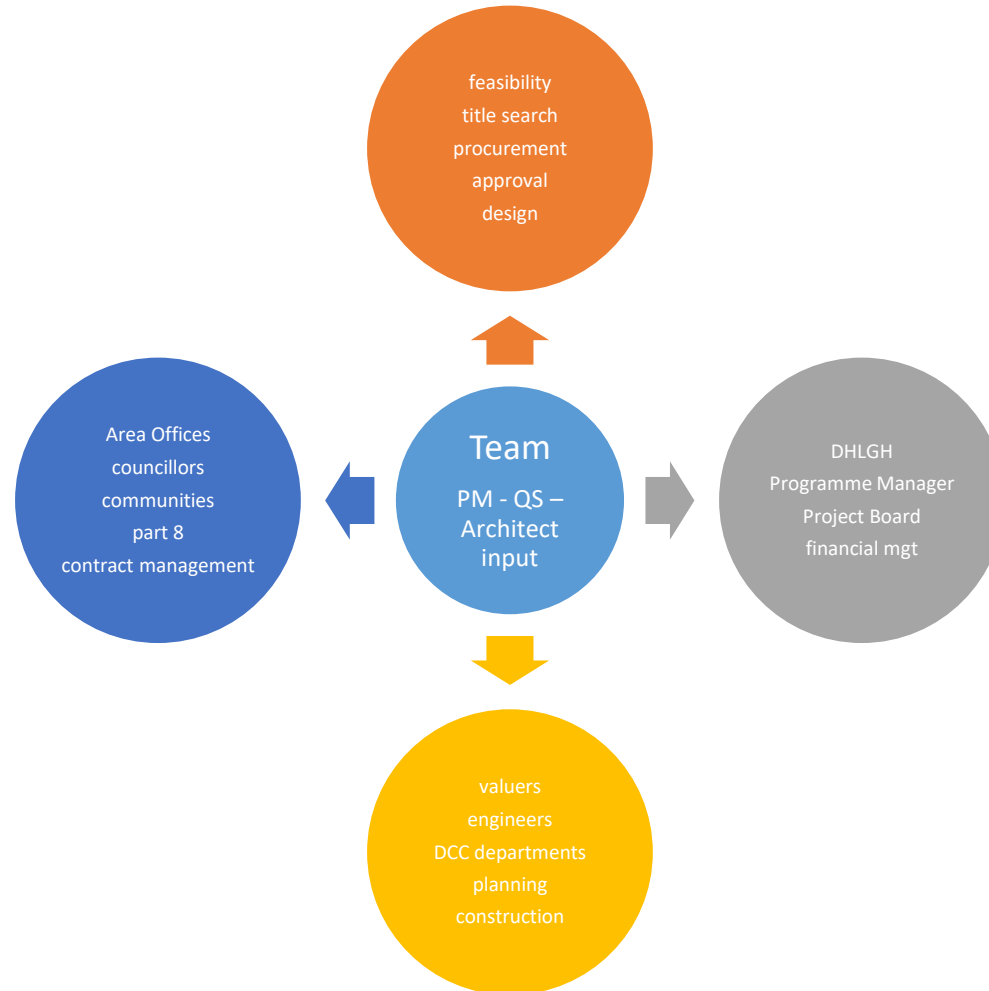 feasibility
title search
procurement
approval
design
Area Offices
councillors
communities
part 8
contract management
Team
PM - QS –
Architect
input
DHLGH
Programme Manager
Project Board
financial mgt
valuers
engineers
DCC departments
planning
construction